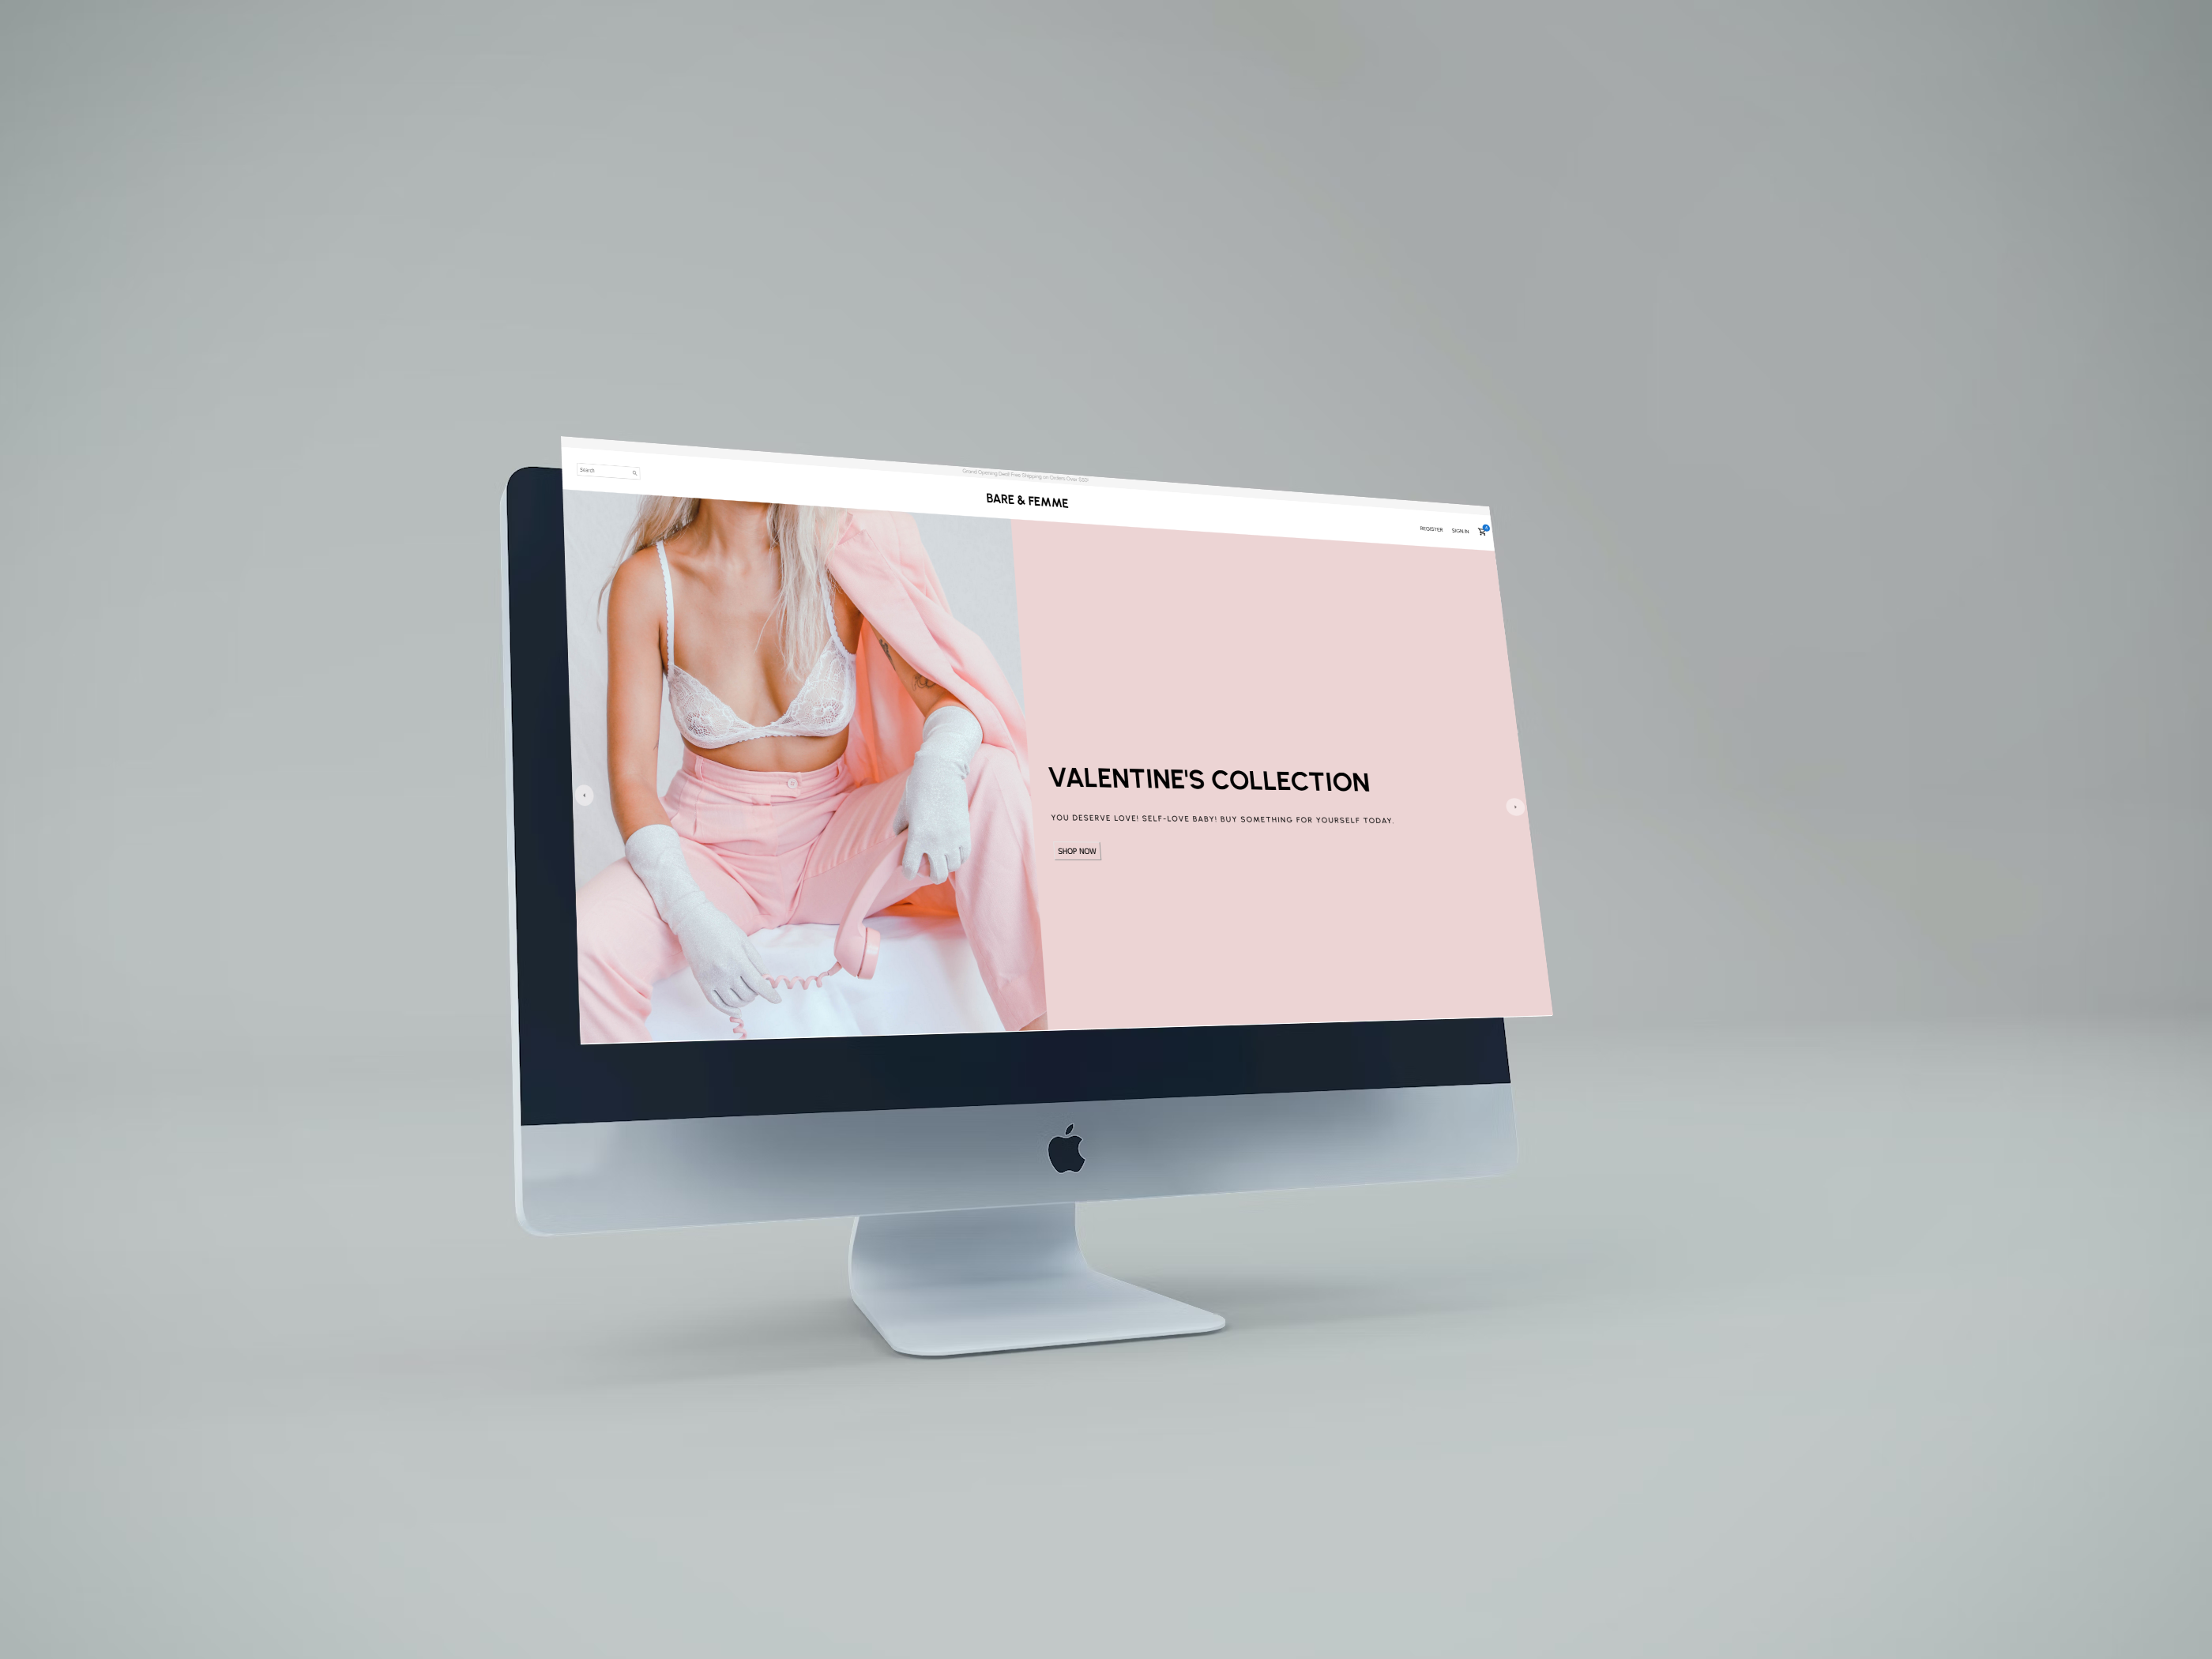 Grand Opening Deal! Free Shipping on Orders Over
Search
BARE & FEMME
REGISTER SIGN IN
VALENTINE'S COLLECTION
YOU DESERVE LOVE! SELF-LOVE BABY! BUY SOMETHING FOR YOURSELF TODAY.
SHOP NOW